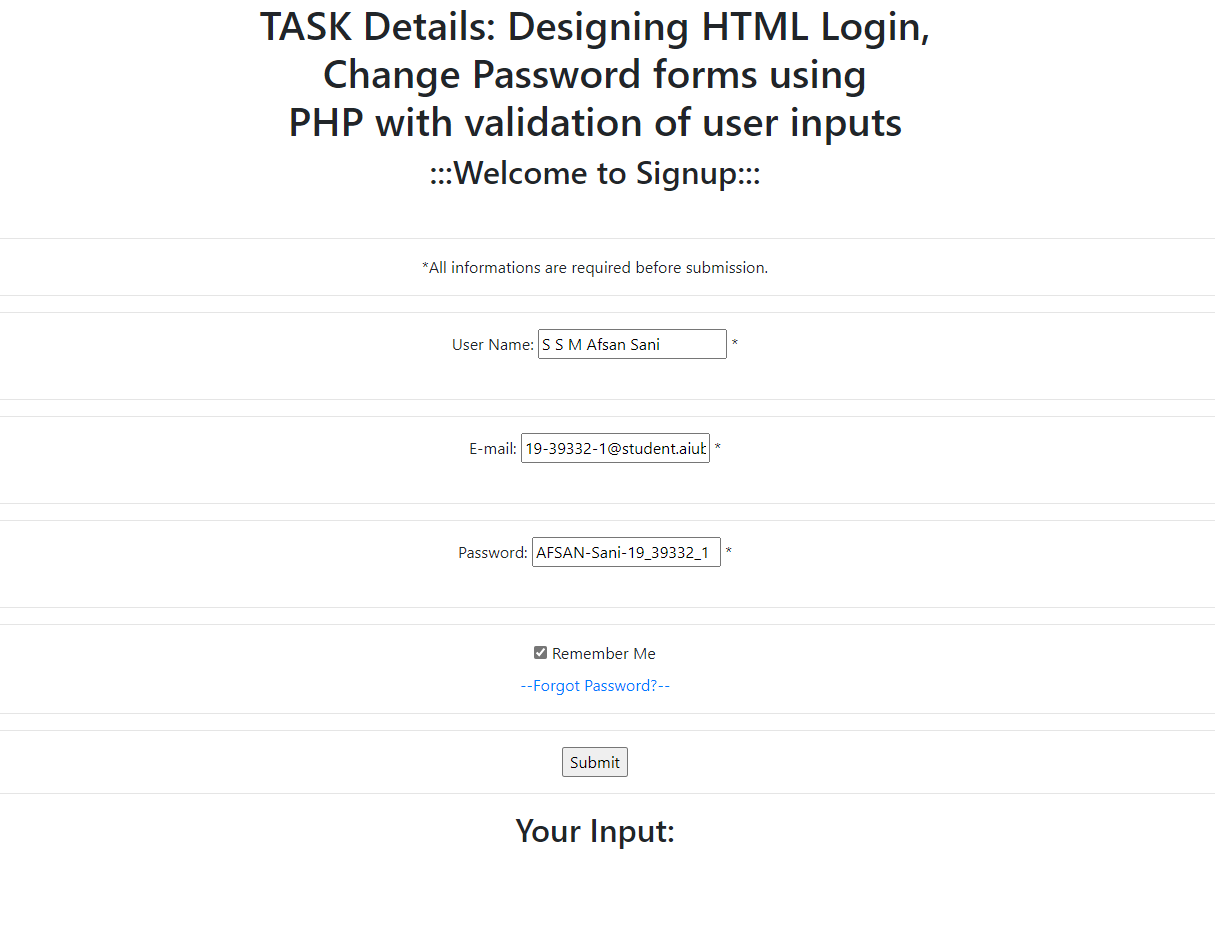 TASK Details: Designing HTML Login,
Change Password forms using
PHP with validation of user inputs
:::Welcome to Signup:::
*All informations are required before submission.
User Name: S S M Afsan Sani *
E-mail: 19-39332-1@student.aiub *
Password: AFSAN-Sani-19_39332_1 *
Remember Me
--Forgot Password?--
Submit
Your Input: